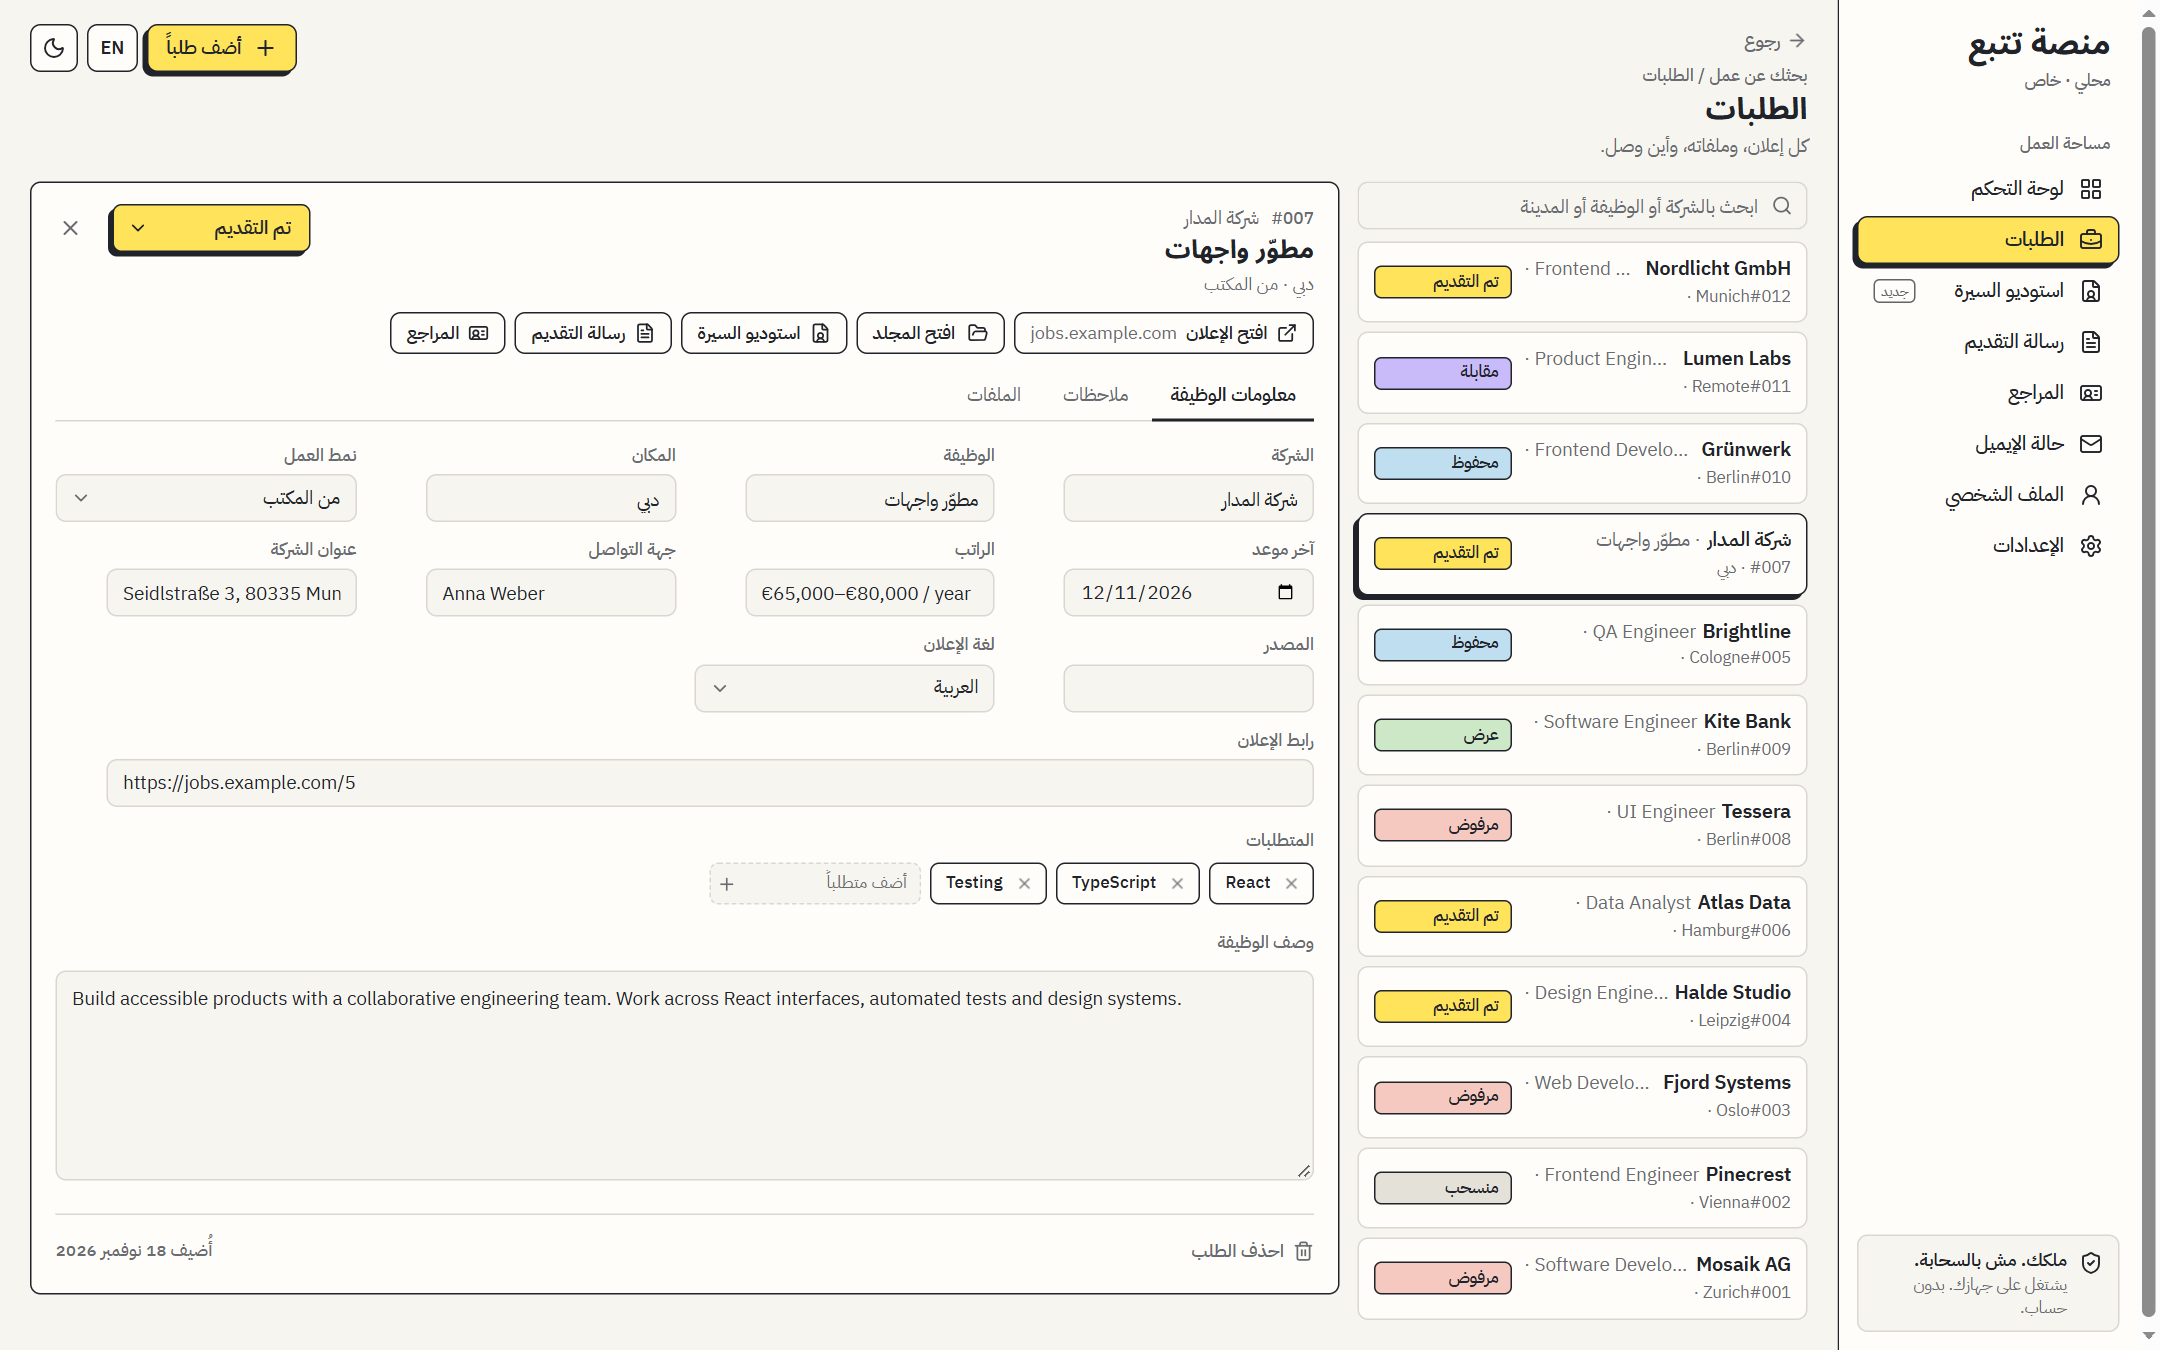 منصة تتبع
محلي · خاص
مساحة العمل
لوحة التحكم
الطلبات
استوديو السيرة جديد
رسالة التقديم
المراجع
حالة الإيميل
الملف الشخصي
الإعدادات
ملكك. مش بالسحابة.
يشتغل على جهازك. بدون
حساب.
رجوع
بحثك عن عمل / الطلبات
الطلبات
كل إعلان، وملفاته، وأين وصل.
أضف طلباً
EN
ابحث بالشركة أو الوظيفة أو المدينة
Nordlicht GmbH · Frontend ...
· Munich#012
تم التقديم
Lumen Labs · Product Engin...
· Remote#011
مقابلة
Grünwerk · Frontend Develo...
· Berlin#010
محفوظ
شركة المدار · مطوّر واجهات
#007 · دبي
تم التقديم
Brightline · QA Engineer
· Cologne#005
محفوظ
Kite Bank · Software Engineer
· Berlin#009
عرض
Tessera · UI Engineer
· Berlin#008
مرفوض
Atlas Data · Data Analyst
· Hamburg#006
تم التقديم
Halde Studio · Design Engine...
· Leipzig#004
تم التقديم
Fjord Systems · Web Develo...
· Oslo#003
مرفوض
Pinecrest · Frontend Engineer
· Vienna#002
منسحب
Mosaik AG · Software Develo...
· Zurich#001
مرفوض
#007 شركة المدار
مطوّر واجهات
دبي · من المكتب
تم التقديم
افتح الإعلان jobs.example.com
افتح المجلد
استوديو السيرة
رسالة التقديم
المراجع
معلومات الوظيفة
ملاحظات
الملفات
الشركة
شركة المدار
الوظيفة
مطوّر واجهات
المكان
دبي
نمط العمل
من المكتب
آخر موعد
12/11/2026
الراتب
€65,000–€80,000 / year
جهة التواصل
Anna Weber
عنوان الشركة
Seidlstraße 3, 80335 Mun
المصدر
لغة الإعلان
العربية
رابط الإعلان
https://jobs.example.com/5
المتطلبات
React
TypeScript
Testing
أضف متطلباً
وصف الوظيفة
Build accessible products with a collaborative engineering team. Work across React interfaces, automated tests and design systems.
احذف الطلب
أُضيف 18 نوفمبر 2026